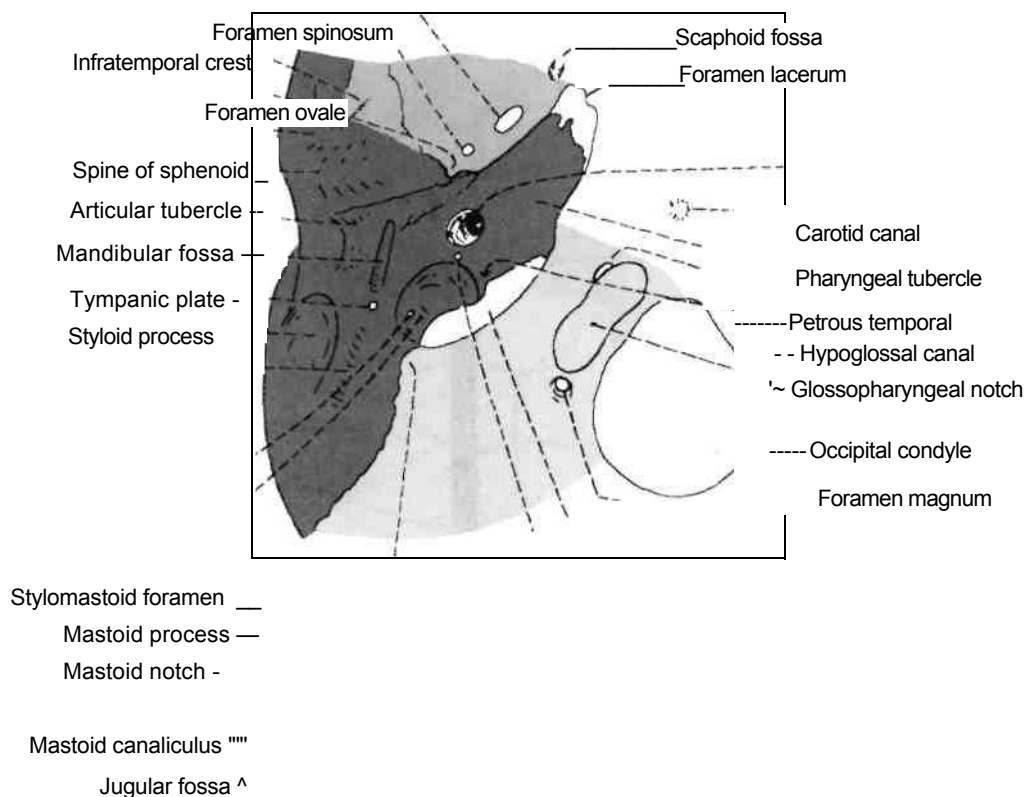 Foramen spinosum
Scaphoid fossa
Infratemporal crest
Foramen lacerum
Foramen ovale
Spine of sphenoid _
Articular tubercle --
Carotid canal
Mandibular fossa —
Pharyngeal tubercle
Tympanic plate -
-------Petrous temporal
Styloid process
- - Hypoglossal canal
'~ Glossopharyngeal notch
-----Occipital condyle
Foramen magnum
Stylomastoid foramen __
Mastoid process —
Mastoid notch -
Mastoid canaliculus """
Jugular fossa ^